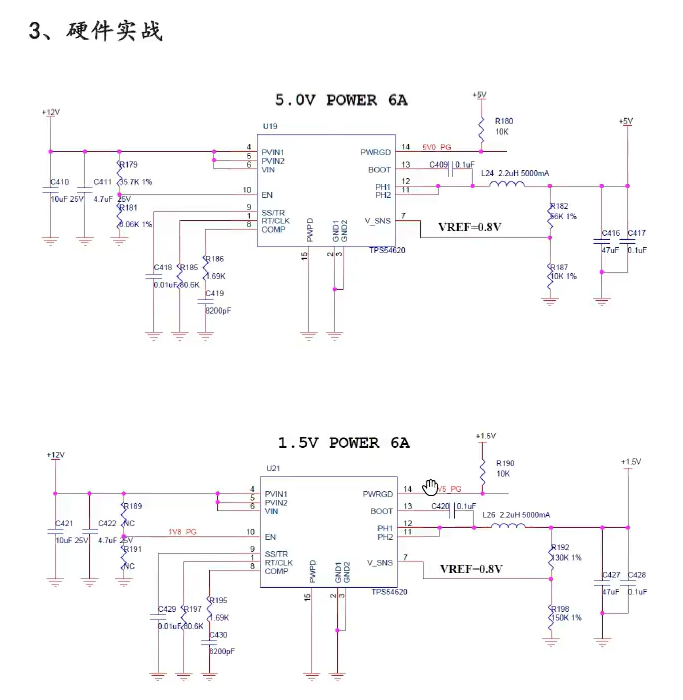 3、硬件实战
5.0V POWER 6A
+12V
+5V
R180
10K
U19
+5V
4 PVIN1
5 PVIN2
6 VIN
PWRGD 14 5V0_PG
BOOT 13 C409 0.1uF
R179
35.7K 1%
C410
10uF 25V
C411
4.7uF 25V
10 EN
PH1 12
PH2 11
L24 2.2uH 5000mA
R181
8.06K 1%
9 SS/TR
1 RT/CLK
8 COMP
V_SNS 7
VREF=0.8V
R182
56K 1%
C416
47uF
C417
0.1uF
PWPD
GND1
GND2
TPS54620
15
2
3
C418
0.01uF
R185
80.6K
R186
1.69K
C419
8200pF
R187
10K 1%
1.5V POWER 6A
+12V
+1.5V
R190
10K
U21
+1.5V
4 PVIN1
5 PVIN2
6 VIN
PWRGD 14 V5_PG
BOOT 13 C420 0.1uF
R189
NC
C421
10uF 25V
C422
4.7uF 25V
1V8_PG
10 EN
PH1 12
PH2 11
L26 2.2uH 5000mA
R191
NC
9 SS/TR
1 RT/CLK
8 COMP
V_SNS 7
VREF=0.8V
R192
130K 1%
C427
47uF
C428
0.1uF
PWPD
GND1
GND2
TPS54620
15
2
3
C429
0.01uF
R197
80.6K
R195
1.69K
C430
8200pF
R198
150K 1%